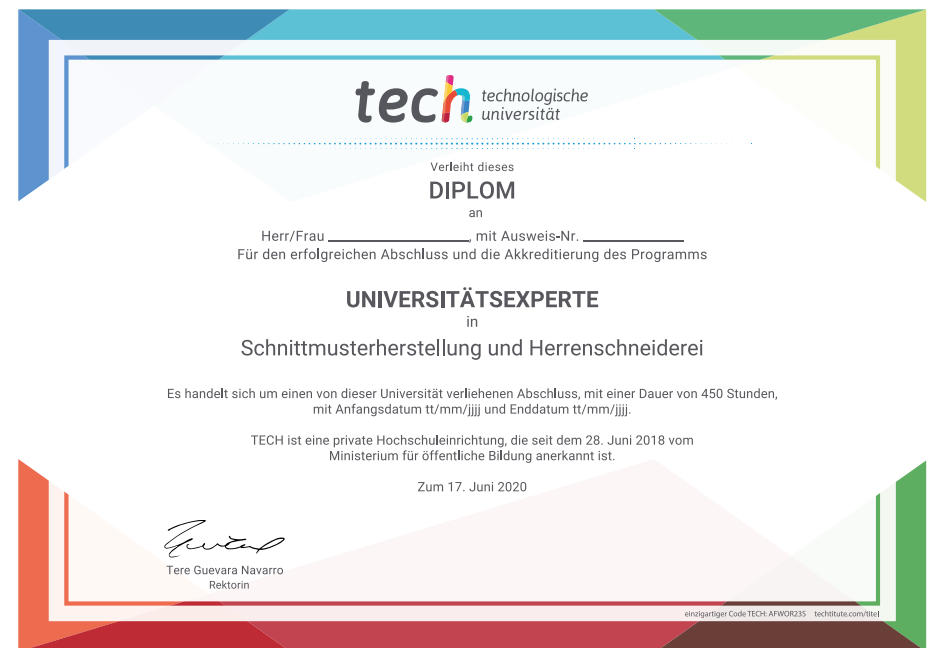 tech technologische
universität
Verleiht dieses
DIPLOM
an
Herr/Frau ____________________, mit Ausweis-Nr. ______________
Für den erfolgreichen Abschluss und die Akkreditierung des Programms
UNIVERSITÄTSEXPERTE
in
Schnittmusterherstellung und Herrenschneiderei
Es handelt sich um einen von dieser Universität verliehenen Abschluss, mit einer Dauer von 450 Stunden,
mit Anfangsdatum tt/mm/jjjj und Enddatum tt/mm/jjjj.
TECH ist eine private Hochschuleinrichtung, die seit dem 28. Juni 2018 vom
Ministerium für öffentliche Bildung anerkannt ist.
Zum 17. Juni 2020
Tere Guevara Navarro
Rektorin
einzigartiger Code TECH: AFWOR23S techtitute.com/titel